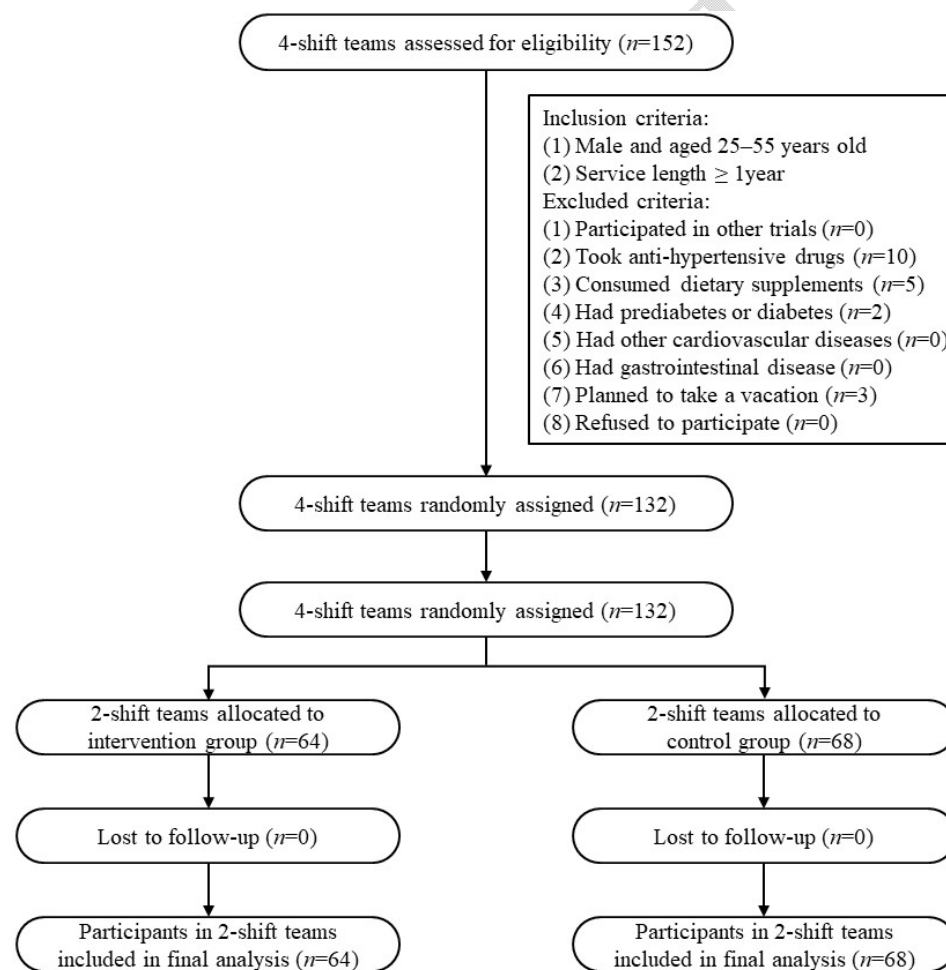 4-shift teams assessed for eligibility (n=152)
Inclusion criteria:
(1) Male and aged 25–55 years old
(2) Service length ≥ 1year
Excluded criteria:
(1) Participated in other trials (n=0)
(2) Took anti-hypertensive drugs (n=10)
(3) Consumed dietary supplements (n=5)
(4) Had prediabetes or diabetes (n=2)
(5) Had other cardiovascular diseases (n=0)
(6) Had gastrointestinal disease (n=0)
(7) Planned to take a vacation (n=3)
(8) Refused to participate (n=0)
4-shift teams randomly assigned (n=132)
4-shift teams randomly assigned (n=132)
2-shift teams allocated to
intervention group (n=64)
2-shift teams allocated to
control group (n=68)
Lost to follow-up (n=0)
Lost to follow-up (n=0)
Participants in 2-shift teams
included in final analysis (n=64)
Participants in 2-shift teams
included in final analysis (n=68)